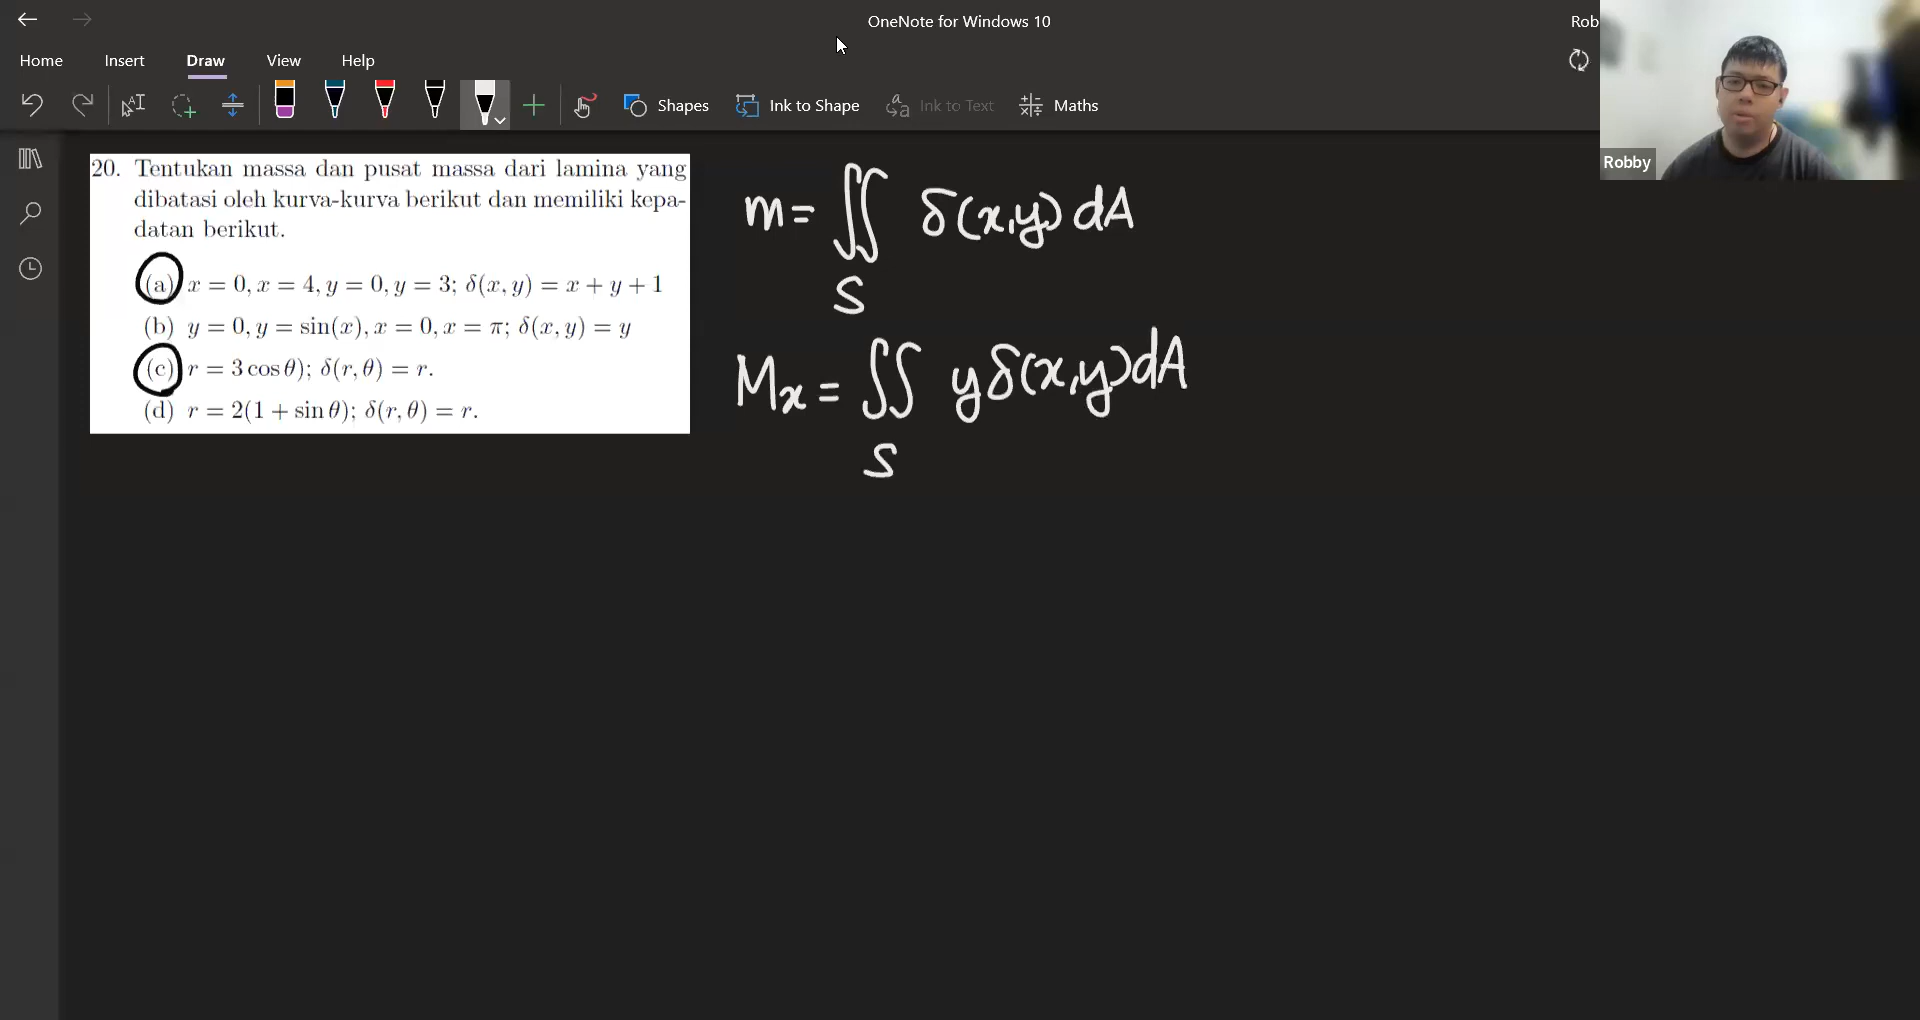 OneNote for Windows 10
Rob
Home Insert Draw View Help
Shapes Ink to Shape Ink to Text Maths
Robby
20. Tentukan massa dan pusat massa dari lamina yang
dibatasi oleh kurva-kurva berikut dan memiliki kepa-
datan berikut.
(a) x = 0, x = 4, y = 0, y = 3; δ(x, y) = x + y + 1
(b) y = 0, y = sin(x), x = 0, x = π; δ(x, y) = y
(c) r = 3 cos θ); δ(r, θ) = r.
(d) r = 2(1 + sin θ); δ(r, θ) = r.
m = ∬ δ(x,y) dA
S
Mx = ∬ y δ(x,y) dA
S